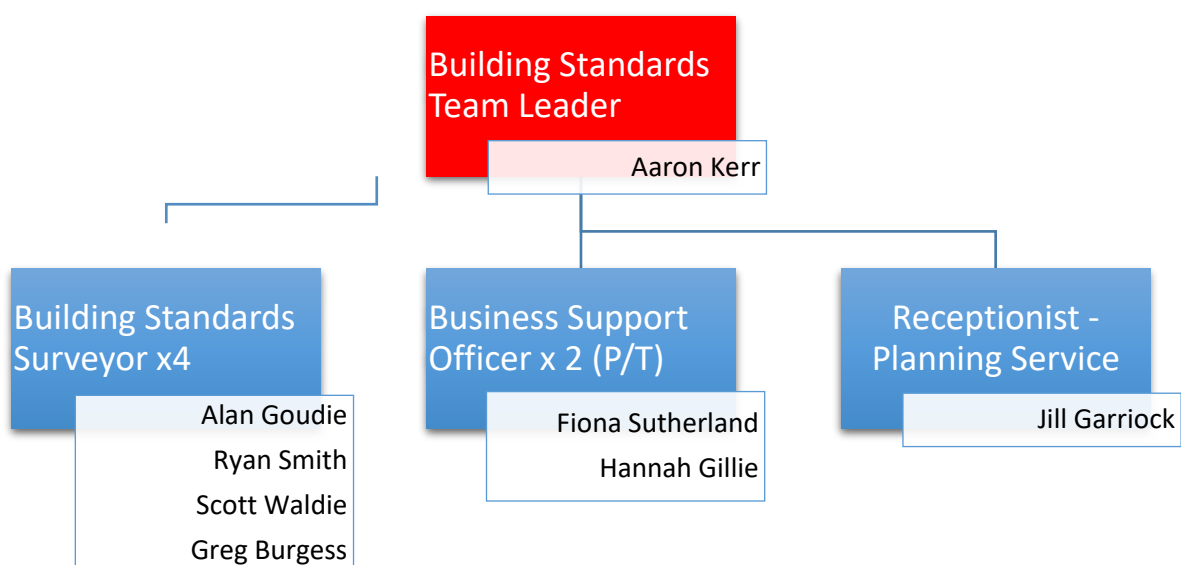 Building Standards
Team Leader
Aaron Kerr
Building Standards
Surveyor x4
Alan Goudie
Ryan Smith
Scott Waldie
Greg Burgess
Business Support
Officer x 2 (P/T)
Fiona Sutherland
Hannah Gillie
Receptionist -
Planning Service
Jill Garriock